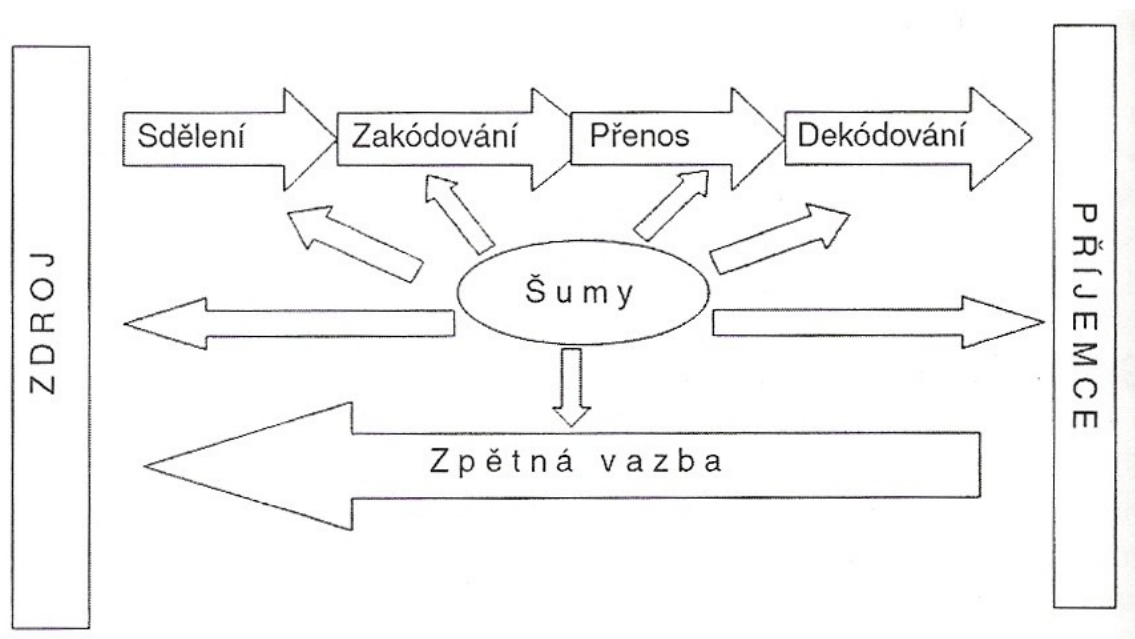 ZDROJ
Sdělení
Zakódování
Přenos
Dekódování
Šumy
Zpětná vazba
PŘÍJEMCE